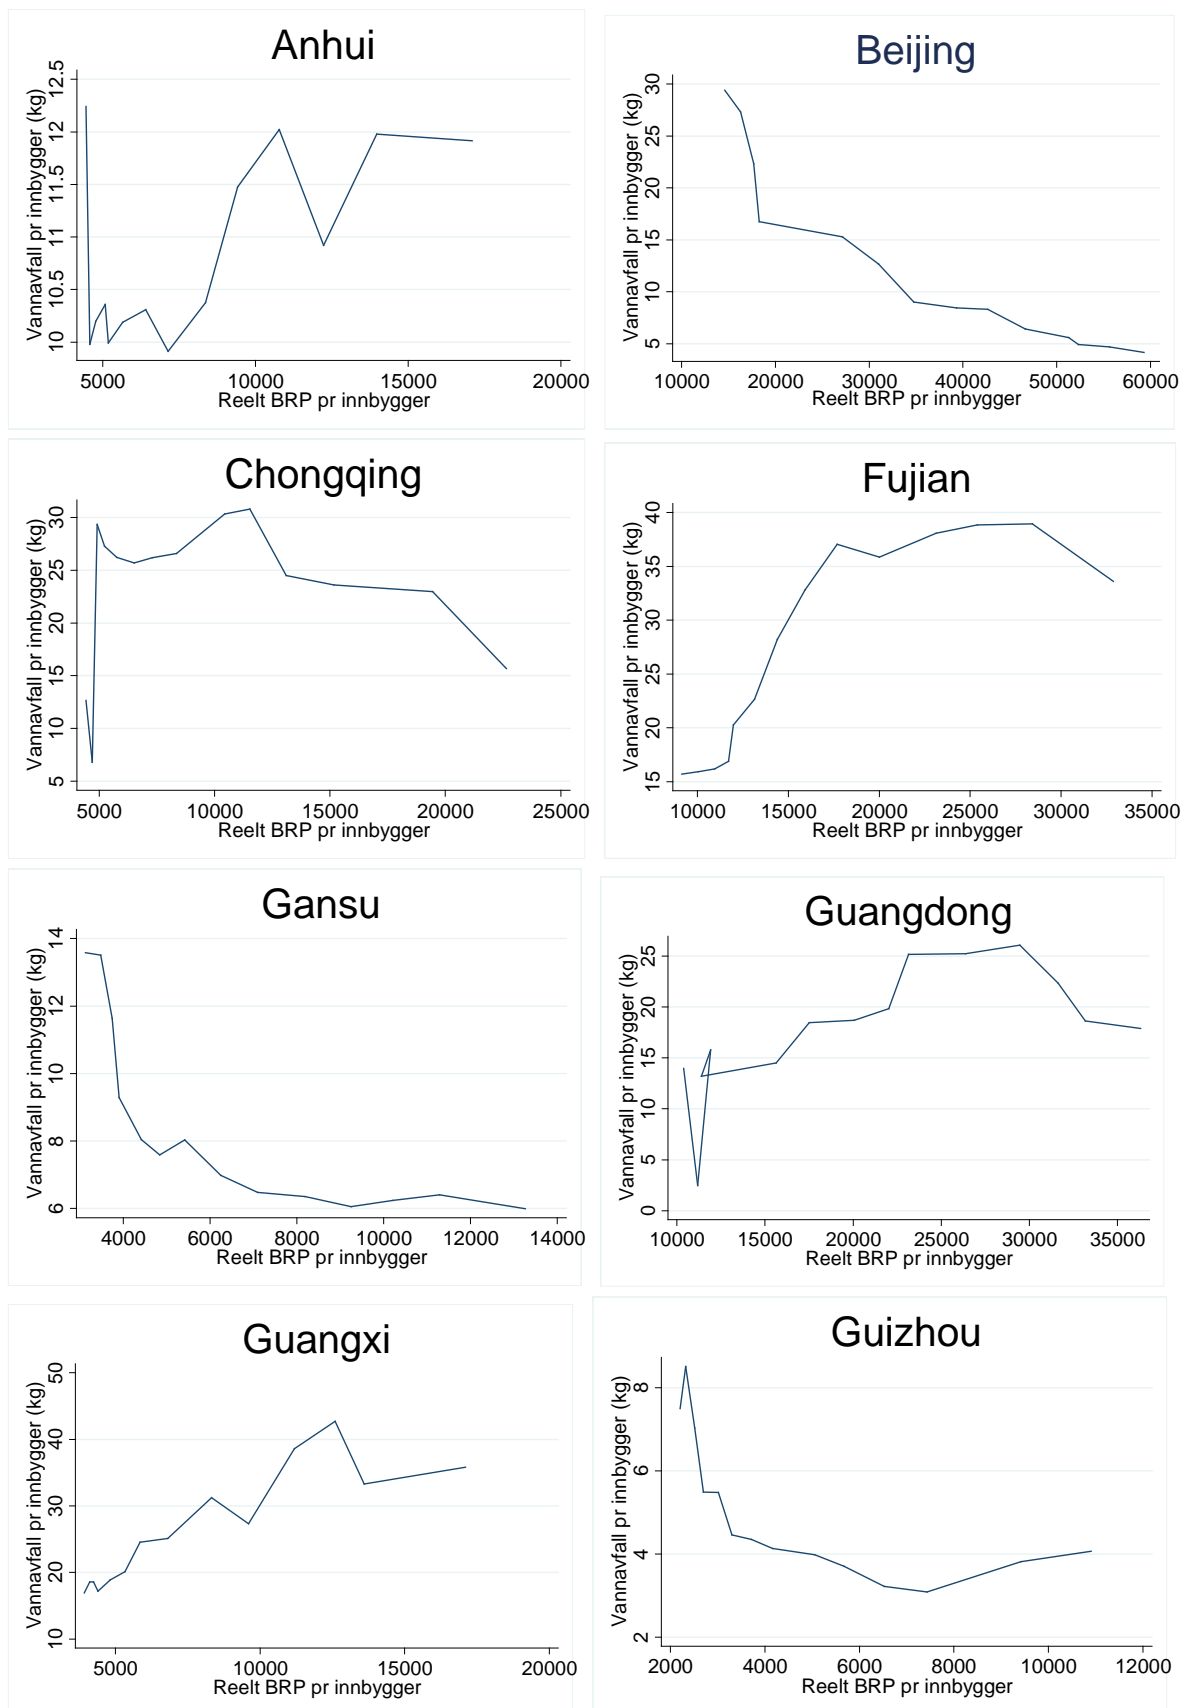 Anhui
Vannavfall pr innbygger (kg)
12.5
12
11.5
11
10.5
10
5000 10000 15000 20000
Reelt BRP pr innbygger
Beijing
Vannavfall pr innbygger (kg)
30
25
20
15
10
5
10000 20000 30000 40000 50000 60000
Reelt BRP pr innbygger
Chongqing
Vannavfall pr innbygger (kg)
30
25
20
15
10
5
5000 10000 15000 20000 25000
Reelt BRP pr innbygger
Fujian
Vannavfall pr innbygger (kg)
40
35
30
25
20
15
10000 15000 20000 25000 30000 35000
Reelt BRP pr innbygger
Gansu
Vannavfall pr innbygger (kg)
14
12
10
8
6
4000 6000 8000 10000 12000 14000
Reelt BRP pr innbygger
Guangdong
Vannavfall pr innbygger (kg)
25
20
15
10
5
0
10000 15000 20000 25000 30000 35000
Reelt BRP pr innbygger
Guangxi
Vannavfall pr innbygger (kg)
50
40
30
20
10
5000 10000 15000 20000
Reelt BRP pr innbygger
Guizhou
Vannavfall pr innbygger (kg)
8
6
4
2
2000 4000 6000 8000 10000 12000
Reelt BRP pr innbygger